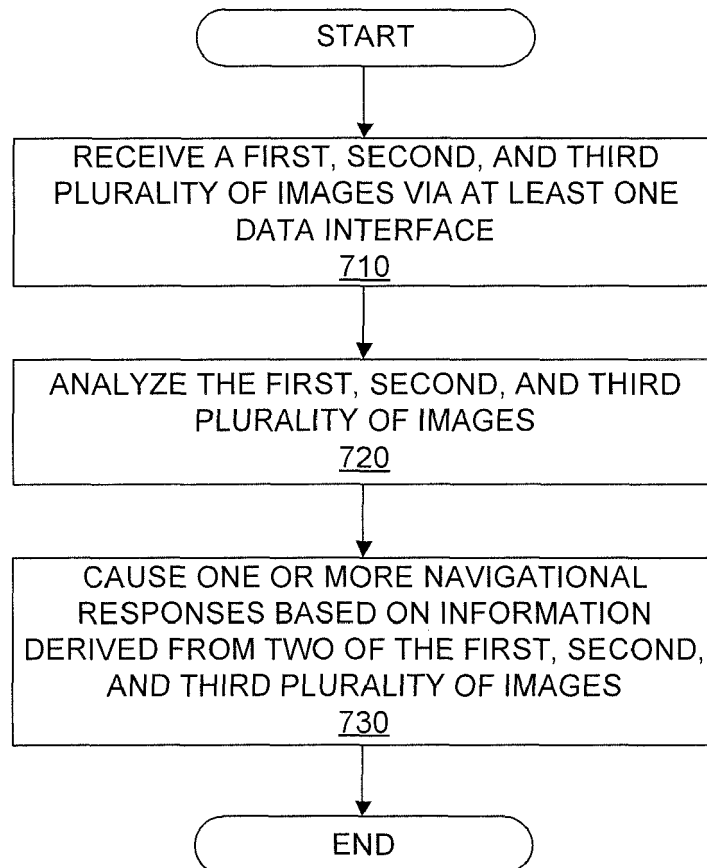 START
RECEIVE A FIRST, SECOND, AND THIRD
PLURALITY OF IMAGES VIA AT LEAST ONE
DATA INTERFACE
710
ANALYZE THE FIRST, SECOND, AND THIRD
PLURALITY OF IMAGES
720
CAUSE ONE OR MORE NAVIGATIONAL
RESPONSES BASED ON INFORMATION
DERIVED FROM TWO OF THE FIRST, SECOND,
AND THIRD PLURALITY OF IMAGES
730
END